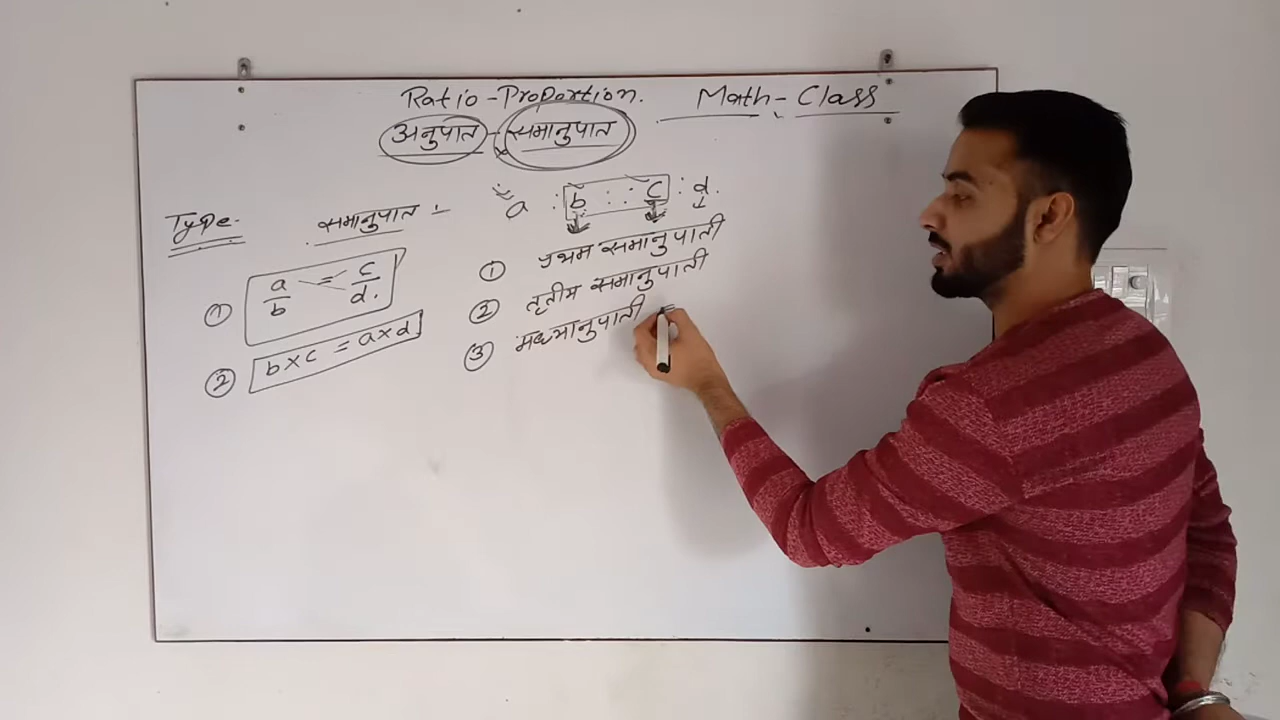 Ratio-Proportion.
Math-Class
अनुपात - समानुपात
Type.
समानुपात :-
a : b : : c : d.
① a/b = c/d.
② b×c = a×d
① प्रथम समानुपाती
② तृतीय समानुपाती
③ मध्यानुपाती =